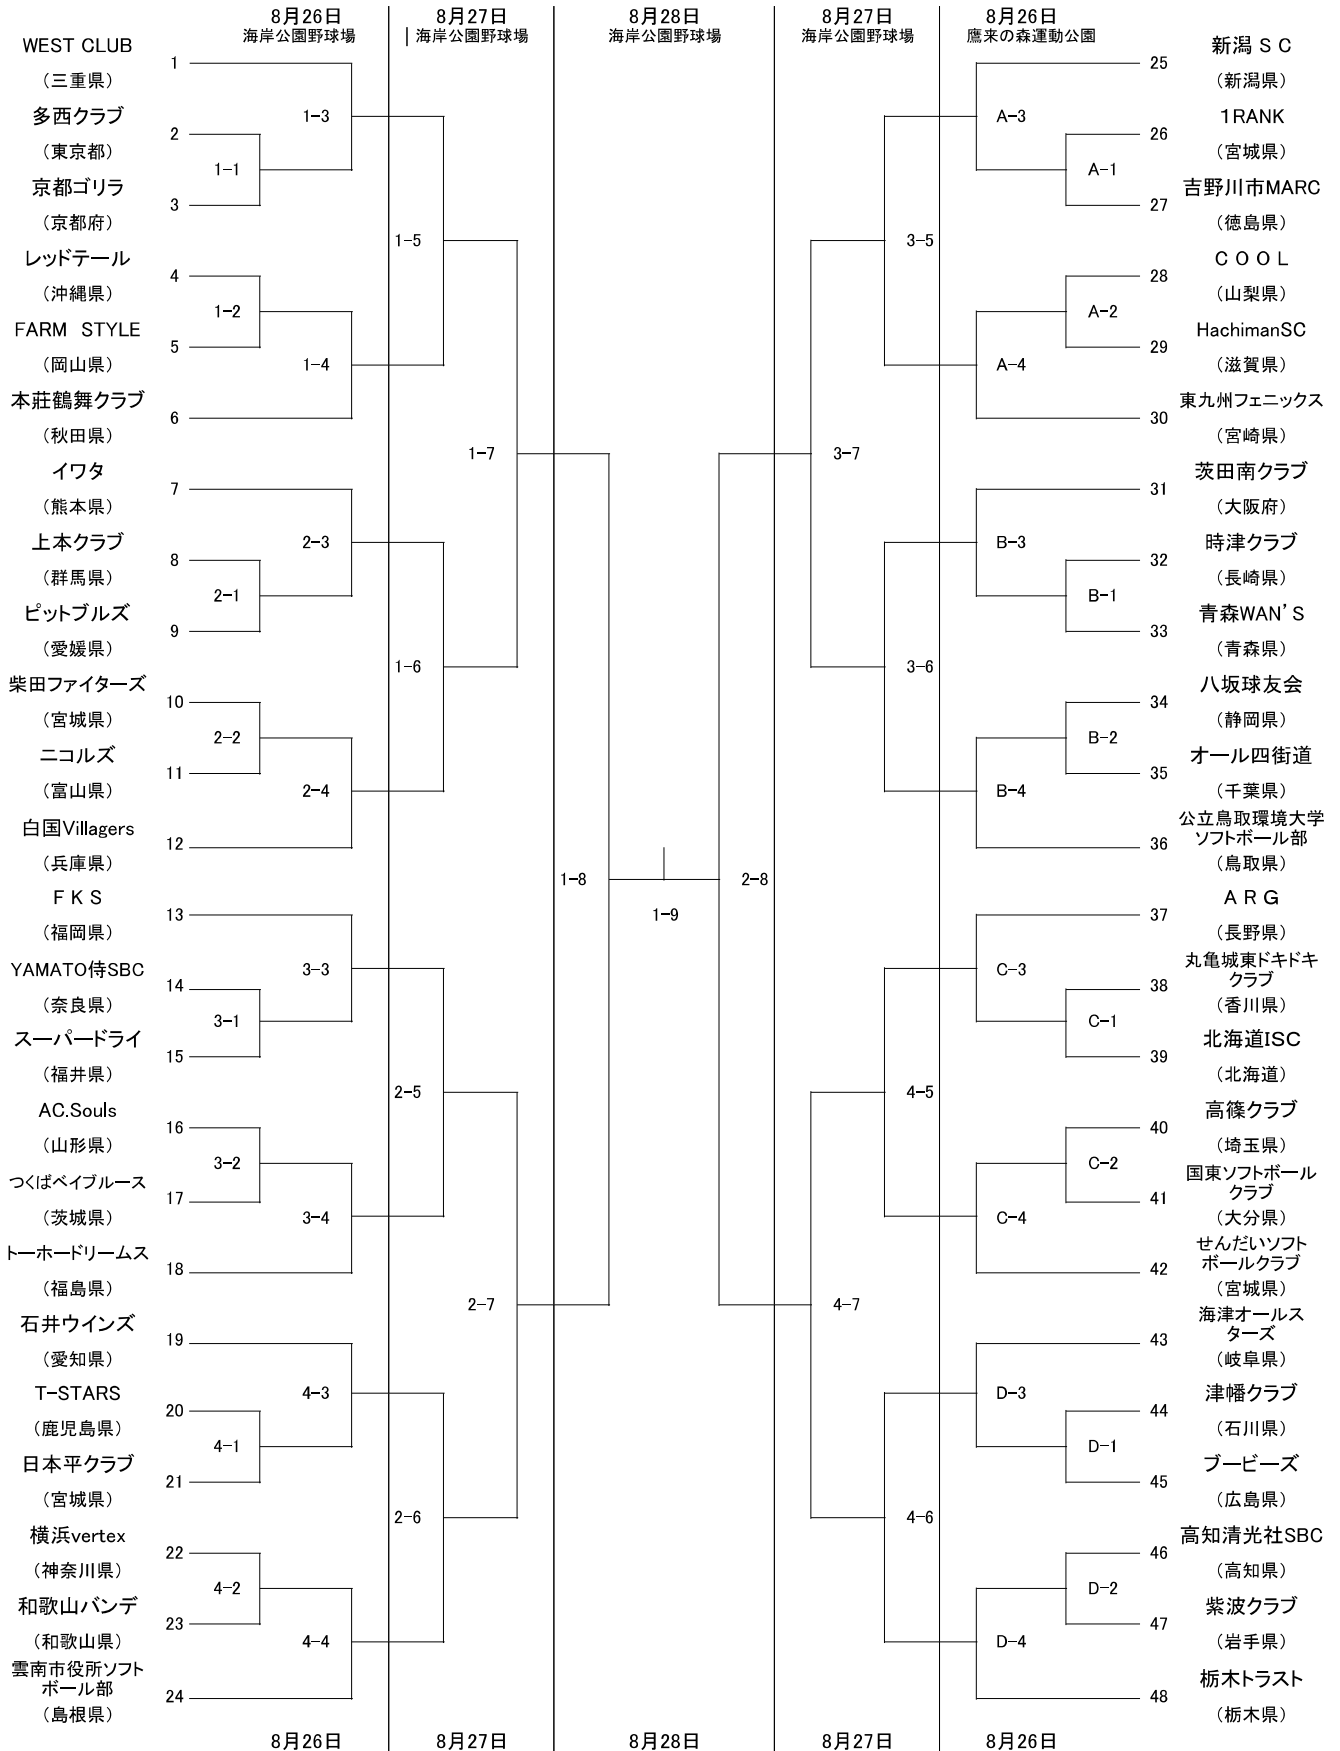 8月26日
海岸公園野球場
8月27日
海岸公園野球場
8月28日
海岸公園野球場
8月27日
海岸公園野球場
8月26日
鷹来の森運動公園
WEST CLUB
1
（三重県）
多西クラブ
2
（東京都）
京都ゴリラ
3
（京都府）
レッドテール
4
（沖縄県）
FARM STYLE
5
（岡山県）
本荘鶴舞クラブ
6
（秋田県）
イワタ
7
（熊本県）
上本クラブ
8
（群馬県）
ピットブルズ
9
（愛媛県）
柴田ファイターズ
10
（宮城県）
ニコルズ
11
（富山県）
白国Villagers
12
（兵庫県）
ＦＫＳ
13
（福岡県）
YAMATO侍SBC
14
（奈良県）
スーパードライ
15
（福井県）
AC.Souls
16
（山形県）
つくばベイブルース
17
（茨城県）
トーホードリームス
18
（福島県）
石井ウインズ
19
（愛知県）
T-STARS
20
（鹿児島県）
日本平クラブ
21
（宮城県）
横浜vertex
22
（神奈川県）
和歌山バンデ
23
（和歌山県）
雲南市役所ソフト
ボール部
24
（島根県）
1-1
1-2
2-1
2-2
3-1
3-2
4-1
4-2
1-3
1-4
2-3
2-4
3-3
3-4
4-3
4-4
1-5
1-6
2-5
2-6
1-7
2-7
1-8
1-9
2-8
3-7
4-7
3-5
3-6
4-5
4-6
A-3
A-4
B-3
B-4
C-3
C-4
D-3
D-4
A-1
A-2
B-1
B-2
C-1
C-2
D-1
D-2
新潟ＳＣ
25
（新潟県）
1RANK
26
（宮城県）
吉野川市MARC
27
（徳島県）
ＣＯＯＬ
28
（山梨県）
HachimanSC
29
（滋賀県）
東九州フェニックス
30
（宮崎県）
茨田南クラブ
31
（大阪府）
時津クラブ
32
（長崎県）
青森WAN’S
33
（青森県）
八坂球友会
34
（静岡県）
オール四街道
35
（千葉県）
公立鳥取環境大学
ソフトボール部
36
（鳥取県）
ＡＲＧ
37
（長野県）
丸亀城東ドキドキ
クラブ
38
（香川県）
北海道ISC
39
（北海道）
高篠クラブ
40
（埼玉県）
国東ソフトボール
クラブ
41
（大分県）
せんだいソフト
ボールクラブ
42
（宮城県）
海津オールス
ターズ
43
（岐阜県）
津幡クラブ
44
（石川県）
ブービーズ
45
（広島県）
高知清光社SBC
46
（高知県）
紫波クラブ
47
（岩手県）
栃木トラスト
48
（栃木県）
8月26日
8月27日
8月28日
8月27日
8月26日